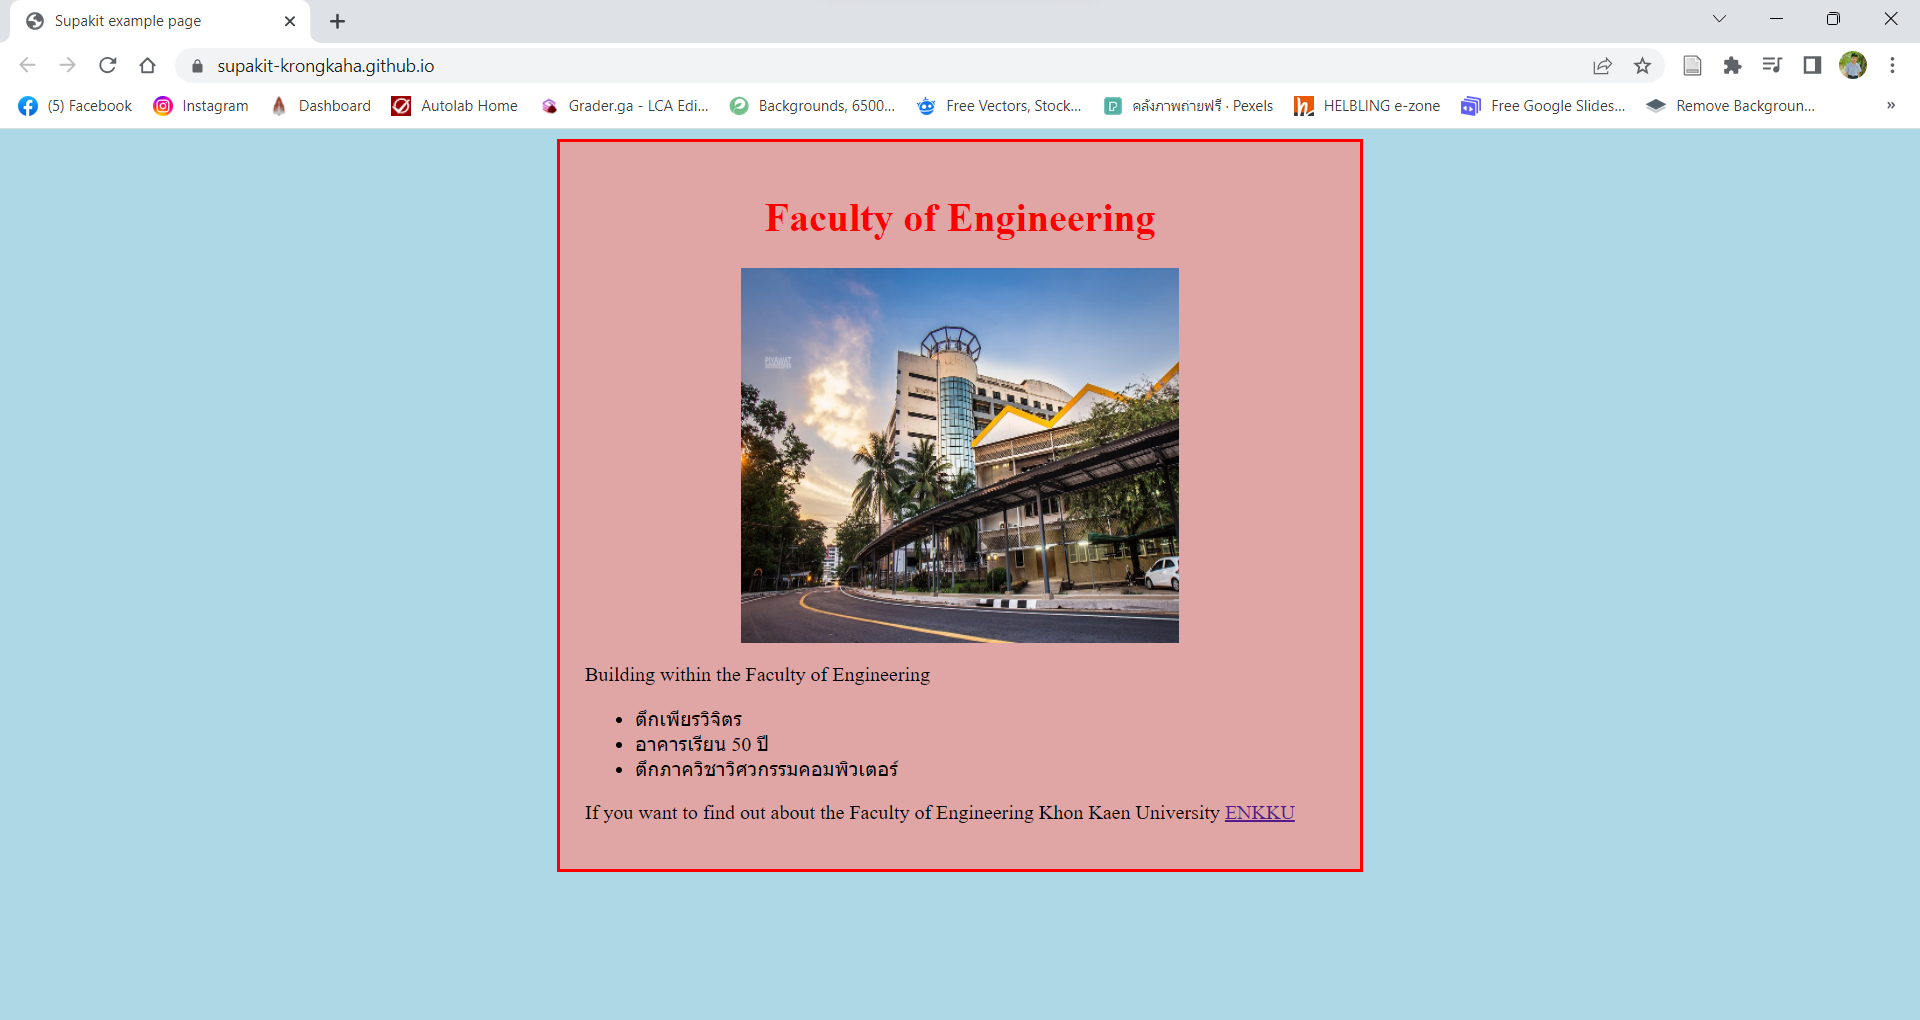 Supakit example page
supakit-krongkaha.github.io
(5) Facebook
Instagram
Dashboard
Autolab Home
Grader.ga - LCA Edi...
Backgrounds, 6500...
Free Vectors, Stock...
คลังภาพถ่ายฟรี · Pexels
HELBLING e-zone
Free Google Slides...
Remove Backgroun...
Faculty of Engineering
Building within the Faculty of Engineering
• ตึกเพียรวิจิตร
• อาคารเรียน 50 ปี
• ตึกภาควิชาวิศวกรรมคอมพิวเตอร์
If you want to find out about the Faculty of Engineering Khon Kaen University ENKKU